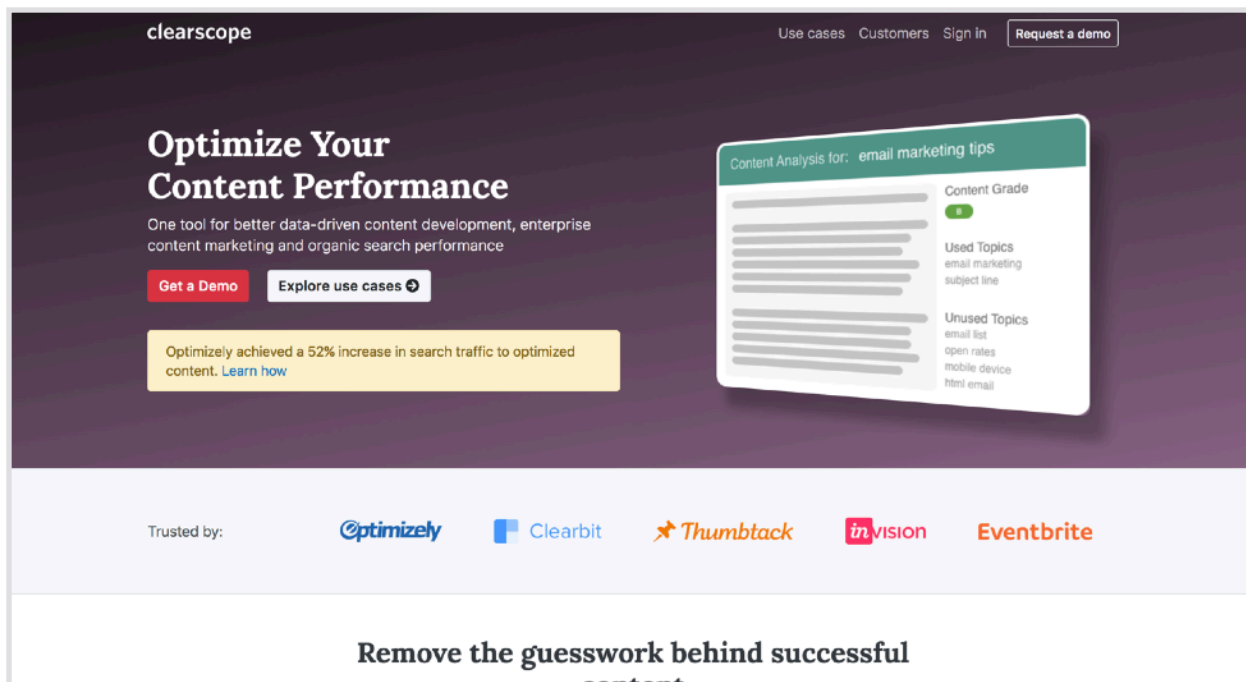 clearscope
Use cases Customers Sign in Request a demo
Optimize Your
Content Performance
One tool for better data-driven content development, enterprise
content marketing and organic search performance
Get a Demo Explore use cases
Optimizely achieved a 52% increase in search traffic to optimized
content. Learn how
Content Analysis for: email marketing tips
Content Grade
B
Used Topics
email marketing
subject line
Unused Topics
email list
open rates
mobile device
html email
Trusted by:
Optimizely Clearbit Thumbtack inVISION Eventbrite
Remove the guesswork behind successful
content